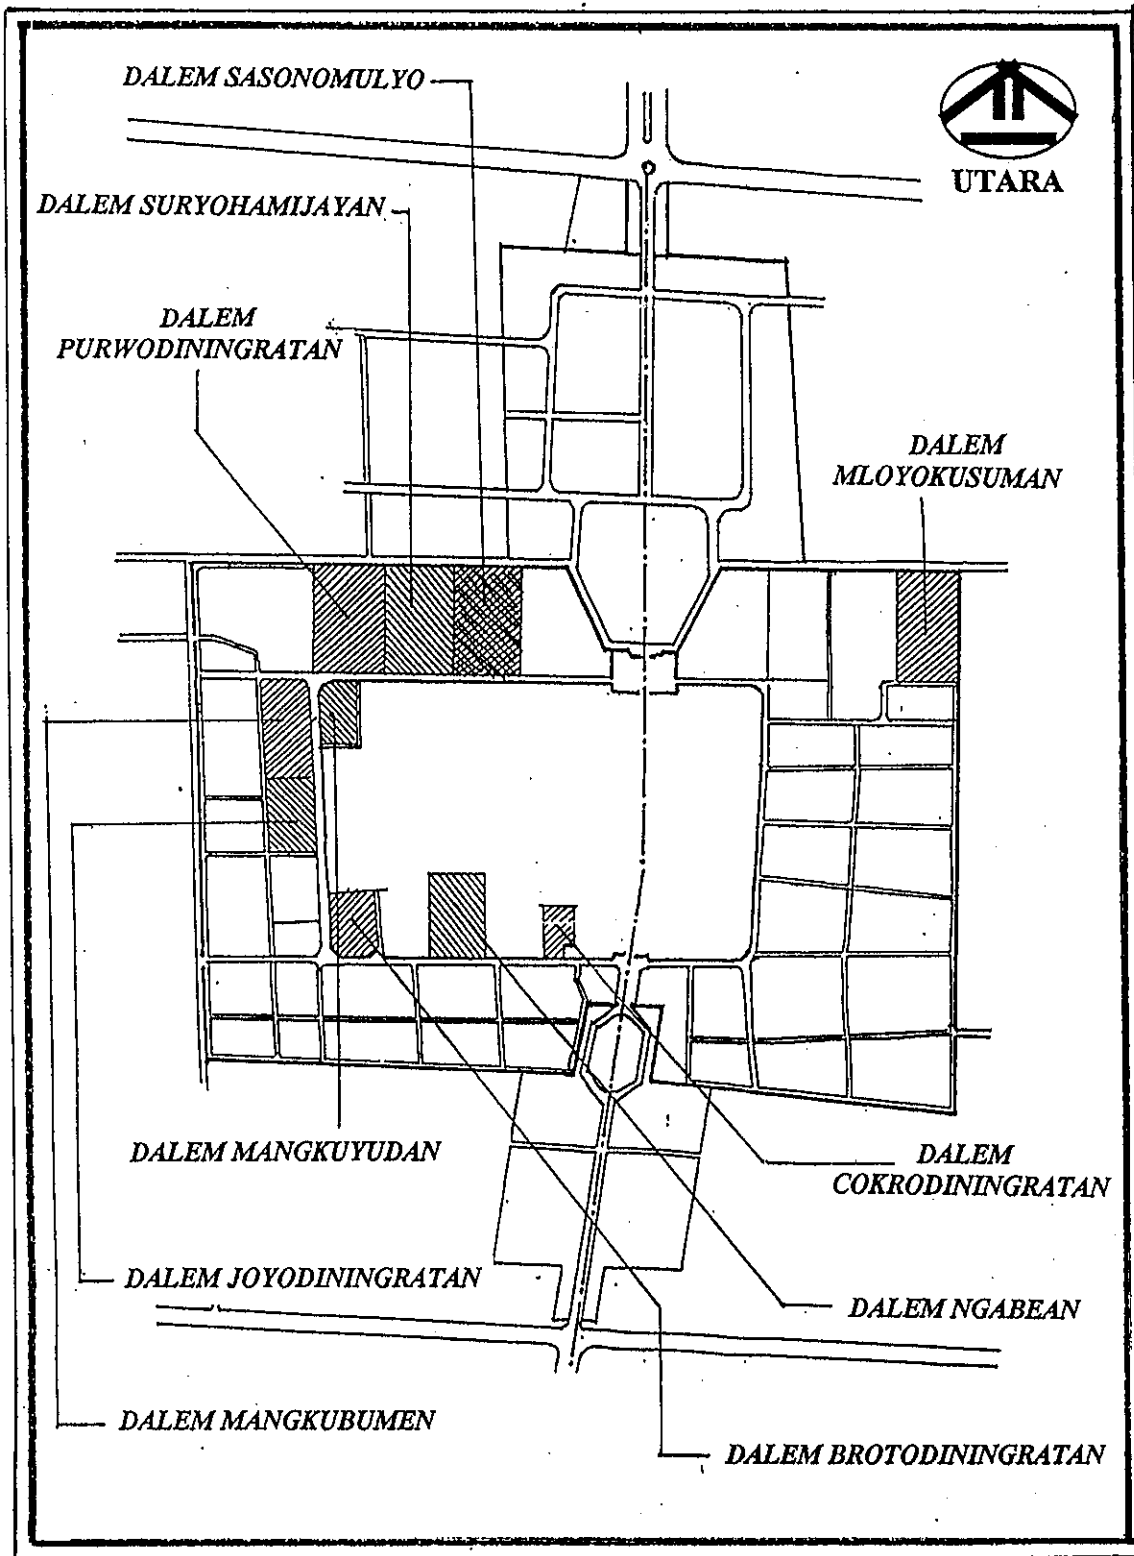 DALEM SASONOMULYO
UTARA
DALEM SURYOHAMIJAYAN
DALEM
PURWODININGRATAN
DALEM
MLOYOKUSUMAN
DALEM MANGKUYUDAN
DALEM
COKRODININGRATAN
DALEM JOYODININGRATAN
DALEM NGABEAN
DALEM MANGKUBUMEN
DALEM BROTODININGRATAN